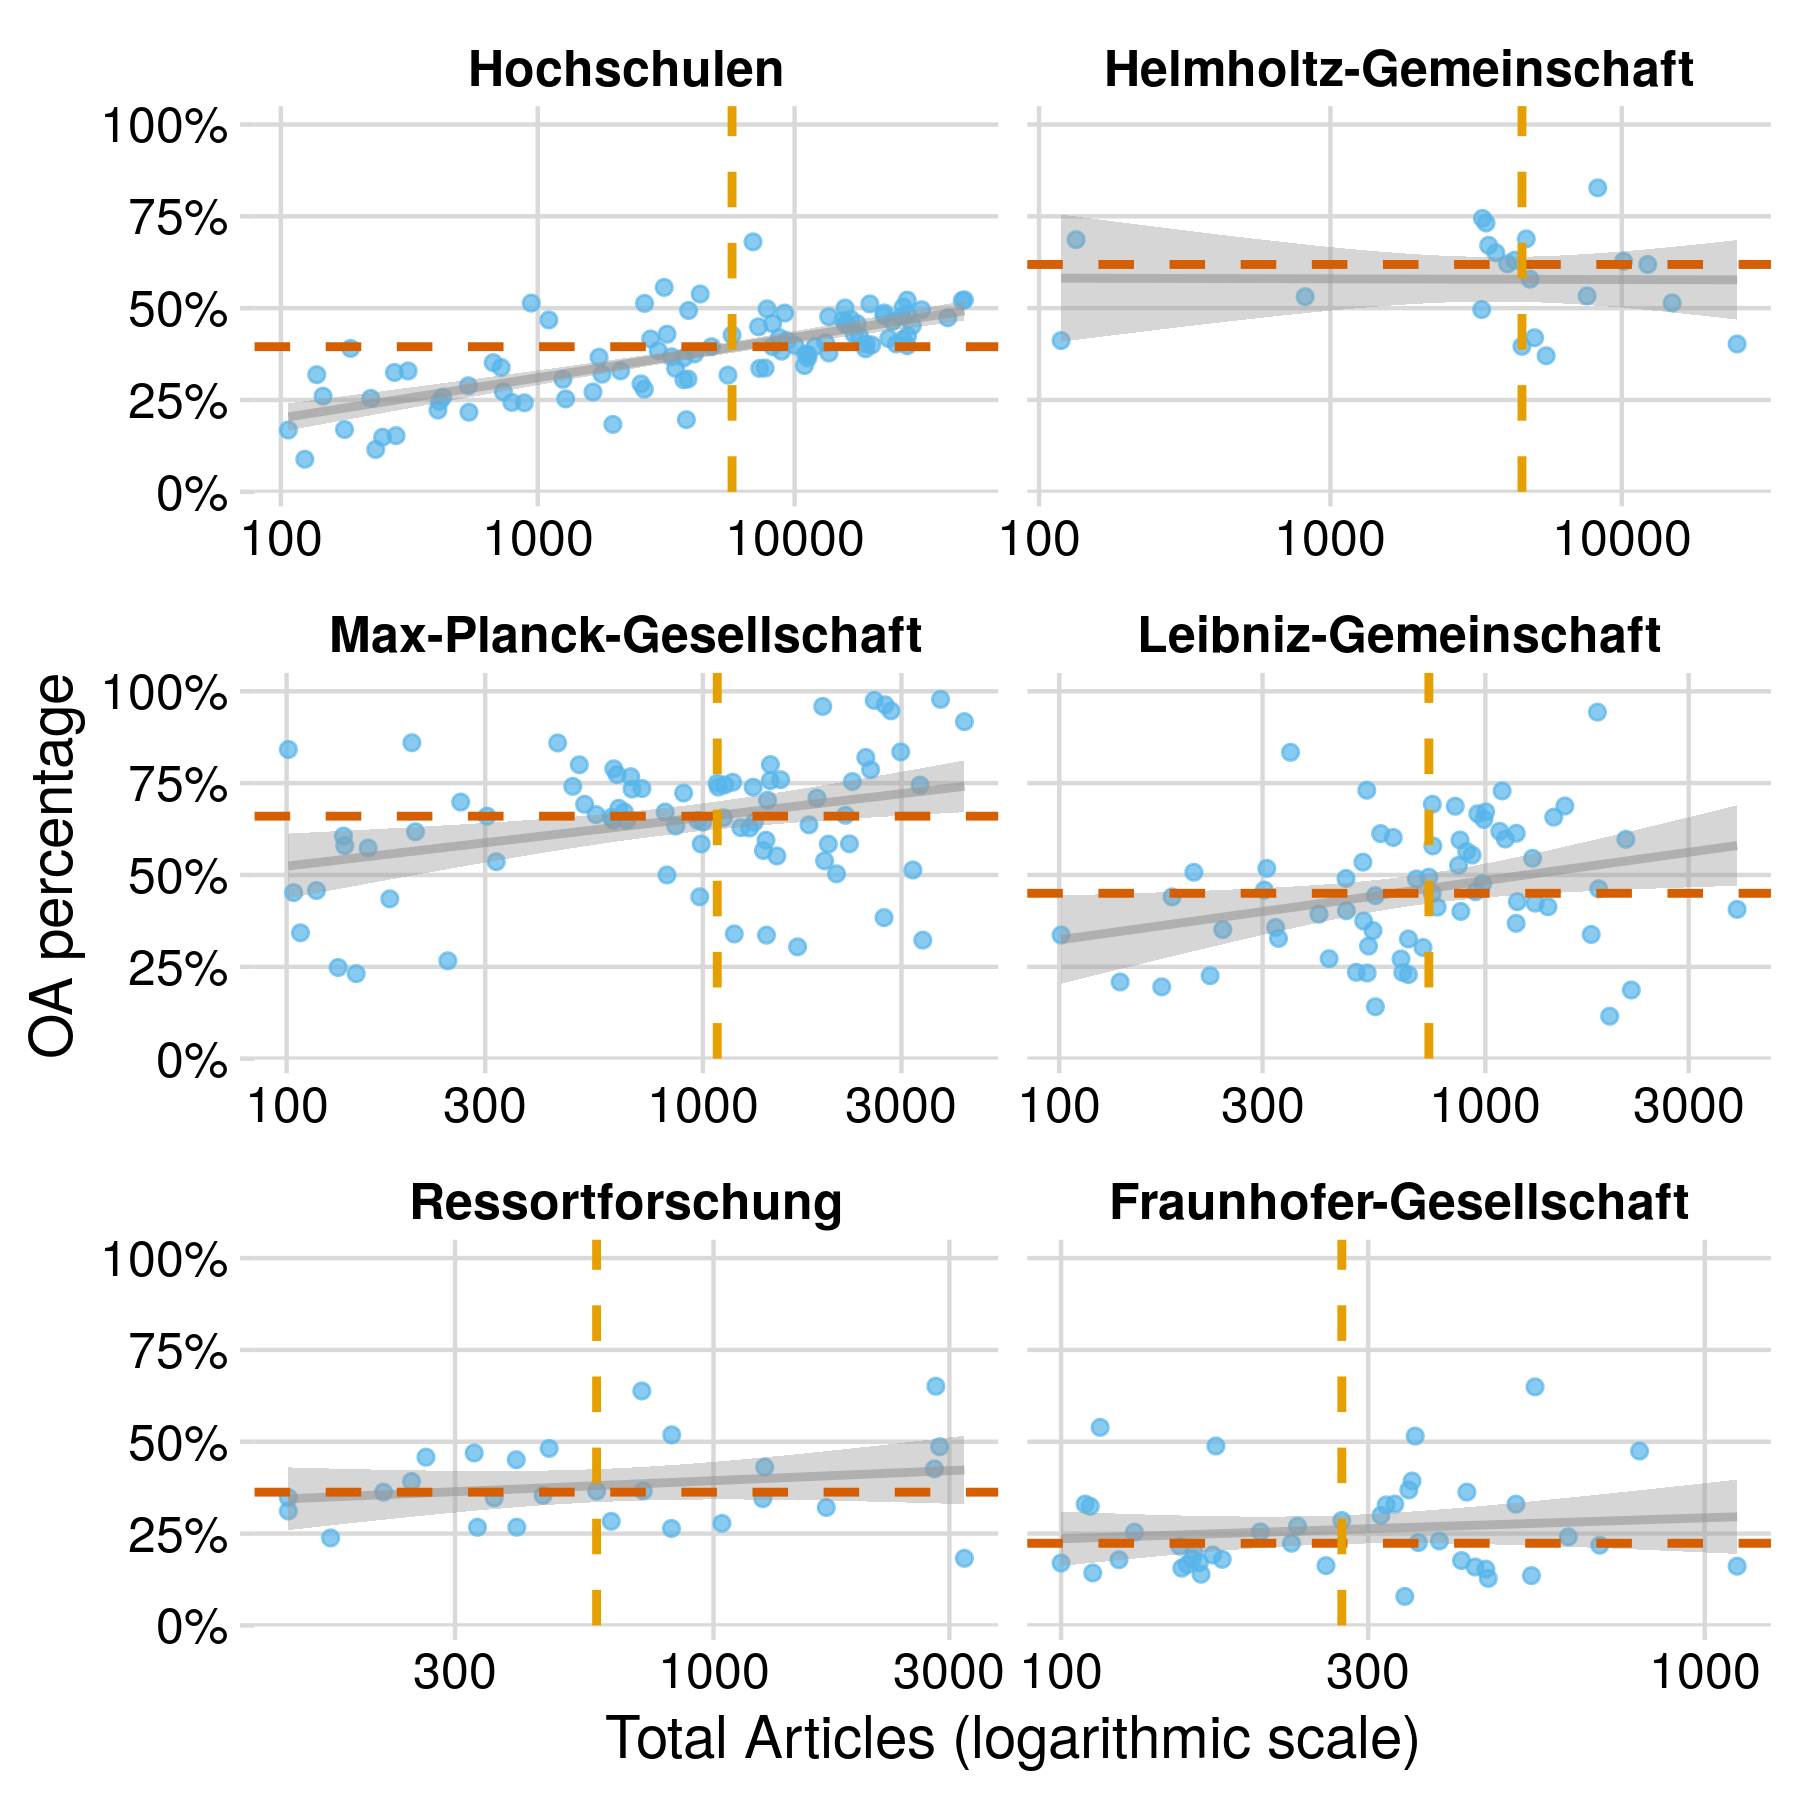 Hochschulen
Helmholtz-Gemeinschaft
100%
75%
50%
25%
0%
100 1000 10000
100 1000 10000
Max-Planck-Gesellschaft
Leibniz-Gemeinschaft
100%
75%
50%
25%
0%
100 300 1000 3000
100 300 1000 3000
OA percentage
Ressortforschung
Fraunhofer-Gesellschaft
100%
75%
50%
25%
0%
300 1000 3000
100 300 1000
Total Articles (logarithmic scale)